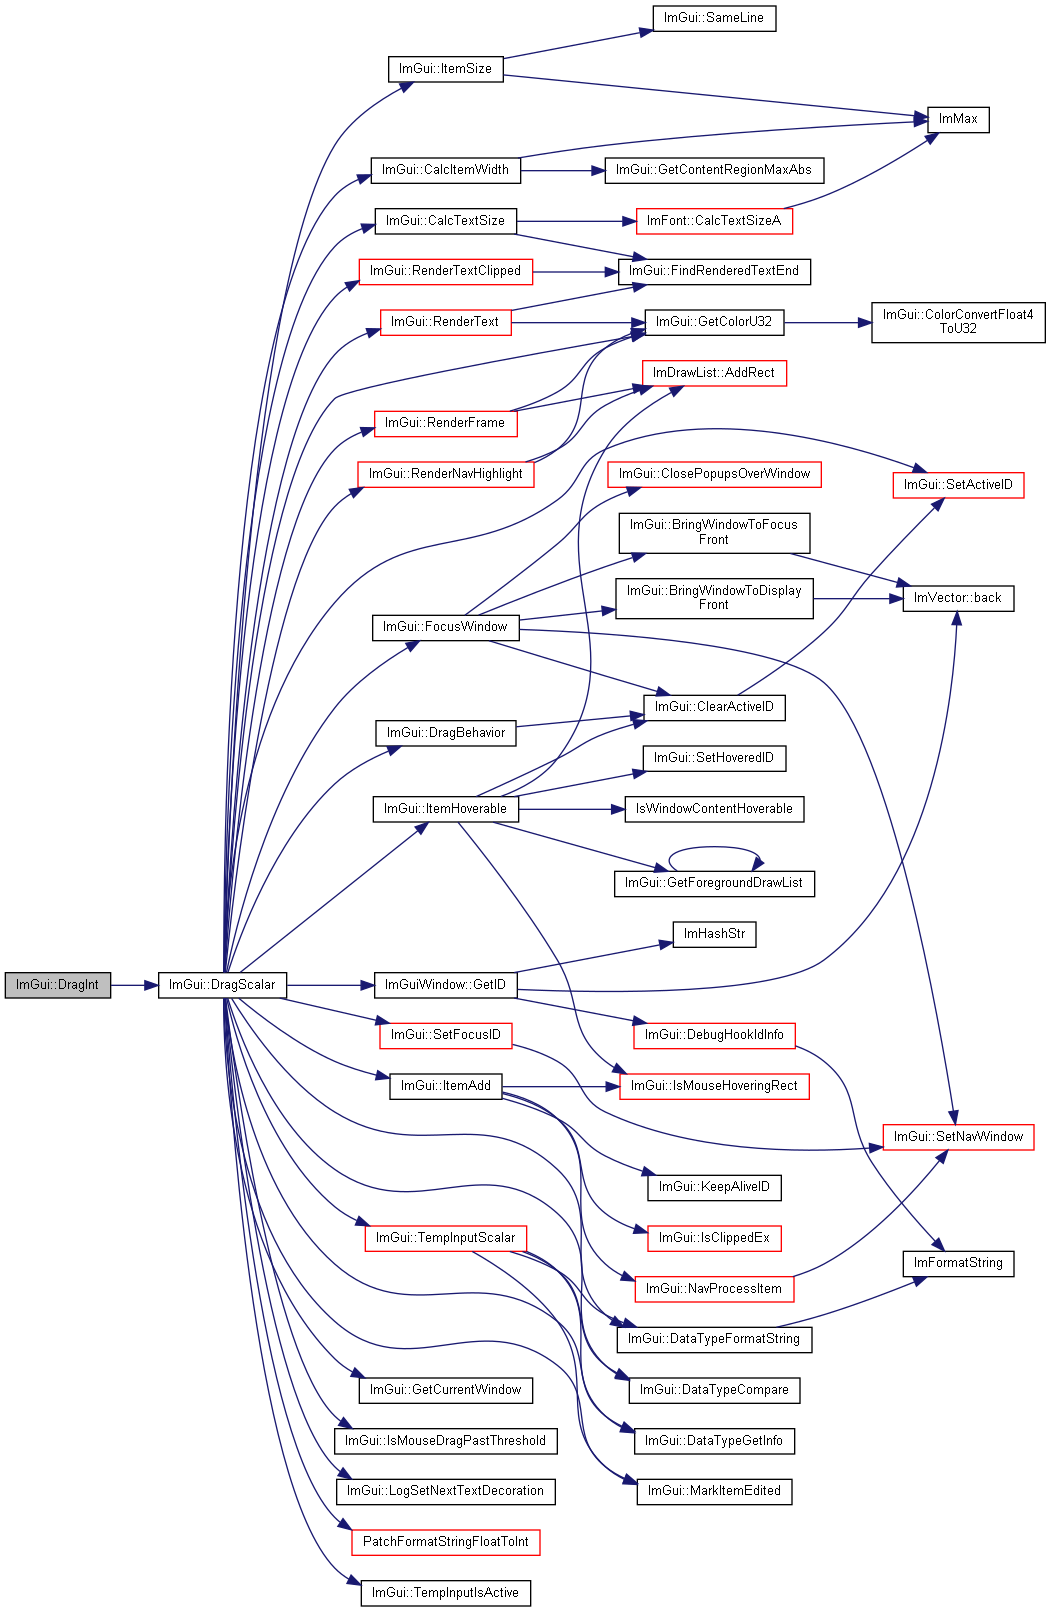 ImGui::SameLine
ImGui::ItemSize
ImMax
ImGui::CalcItemWidth
ImGui::GetContentRegionMaxAbs
ImGui::CalcTextSize
ImFont::CalcTextSizeA
ImGui::RenderTextClipped
ImGui::FindRenderedTextEnd
ImGui::RenderText
ImGui::GetColorU32
ImGui::ColorConvertFloat4
ToU32
ImDrawList::AddRect
ImGui::RenderFrame
ImGui::RenderNavHighlight
ImGui::ClosePopupsOverWindow
ImGui::SetActiveID
ImGui::BringWindowToFocus
Front
ImGui::BringWindowToDisplay
Front
ImVector::back
ImGui::FocusWindow
ImGui::ClearActiveID
ImGui::DragBehavior
ImGui::SetHoveredID
ImGui::ItemHoverable
IsWindowContentHoverable
ImGui::GetForegroundDrawList
ImHashStr
ImGui::DragInt
ImGui::DragScalar
ImGuiWindow::GetID
ImGui::SetFocusID
ImGui::DebugHookIdInfo
ImGui::ItemAdd
ImGui::IsMouseHoveringRect
ImGui::SetNavWindow
ImGui::KeepAliveID
ImGui::TempInputScalar
ImGui::IsClippedEx
ImFormatString
ImGui::NavProcessItem
ImGui::DataTypeFormatString
ImGui::GetCurrentWindow
ImGui::DataTypeCompare
ImGui::IsMouseDragPastThreshold
ImGui::DataTypeGetInfo
ImGui::LogSetNextTextDecoration
ImGui::MarkItemEdited
PatchFormatStringFloatToInt
ImGui::TempInputIsActive